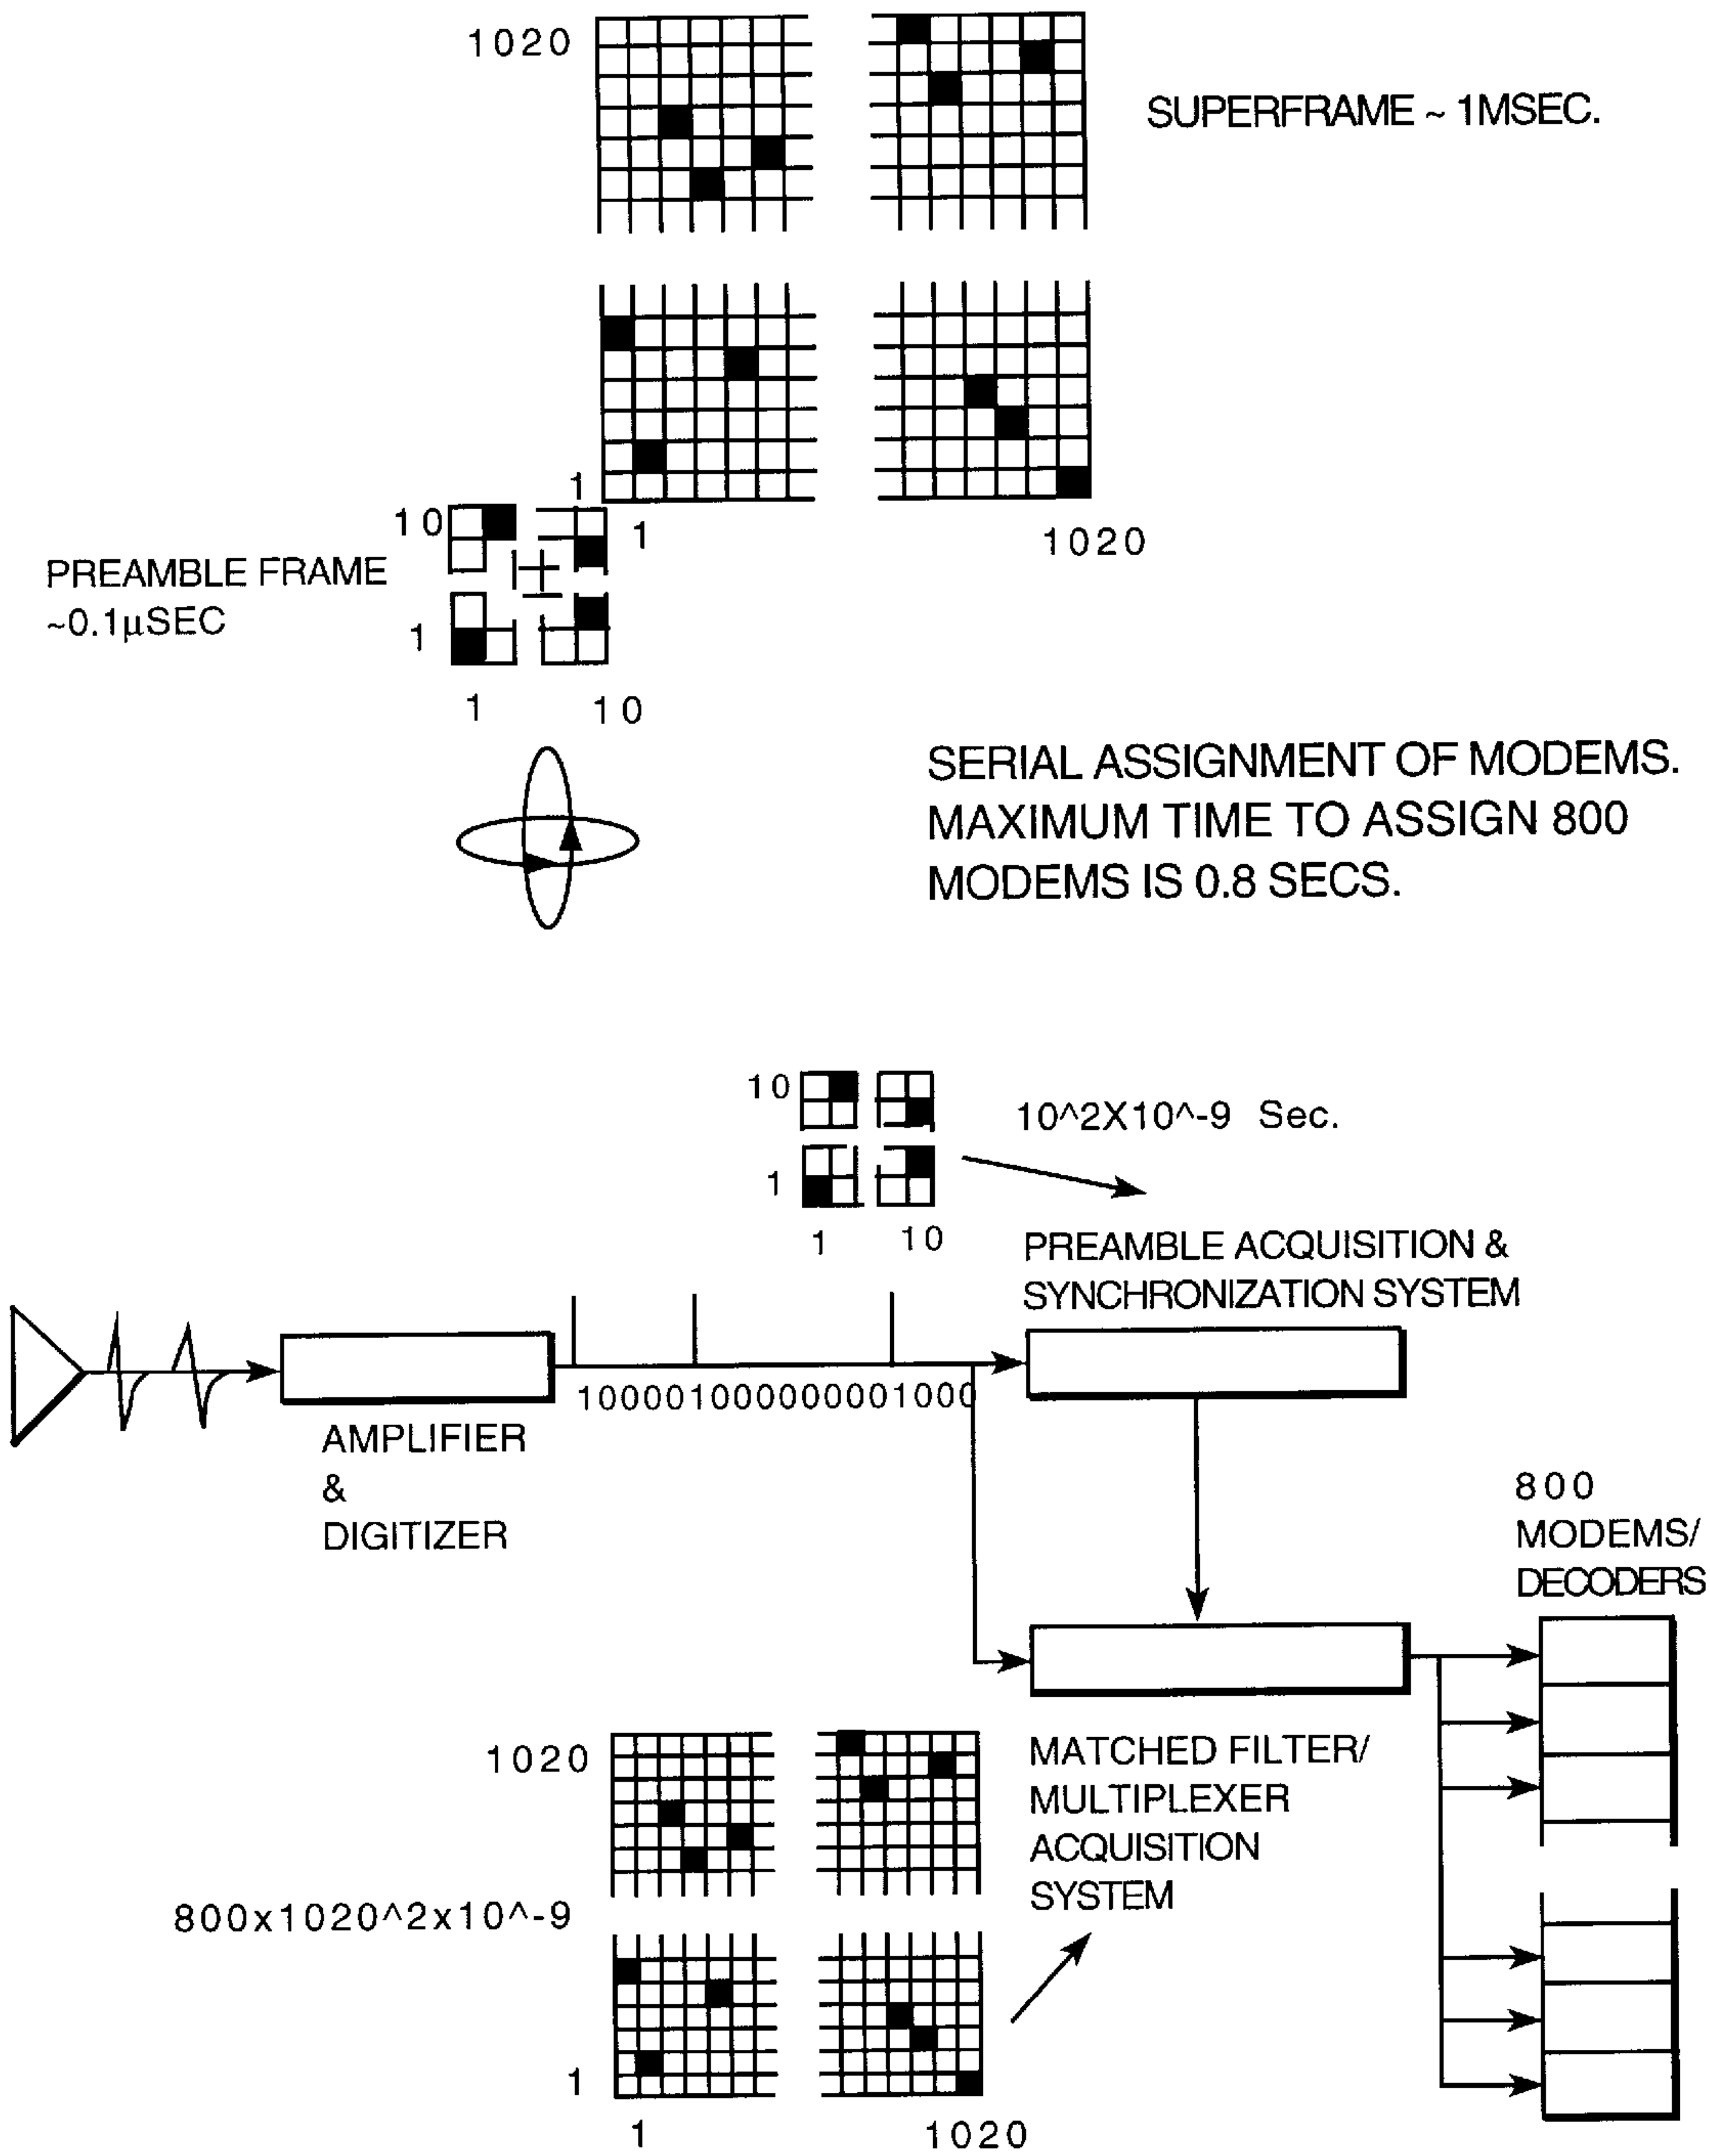 1020
SUPERFRAME ~ 1MSEC.
1
10
1
1020
PREAMBLE FRAME
~0.1μSEC
1
1
10
SERIAL ASSIGNMENT OF MODEMS.
MAXIMUM TIME TO ASSIGN 800
MODEMS IS 0.8 SECS.
10
10^2X10^-9 Sec.
1
1
10
PREAMBLE ACQUISITION &
SYNCHRONIZATION SYSTEM
1000010000000001000
AMPLIFIER
&
DIGITIZER
800
MODEMS/
DECODERS
1020
MATCHED FILTER/
MULTIPLEXER
ACQUISITION
SYSTEM
800x1020^2x10^-9
1
1
1020